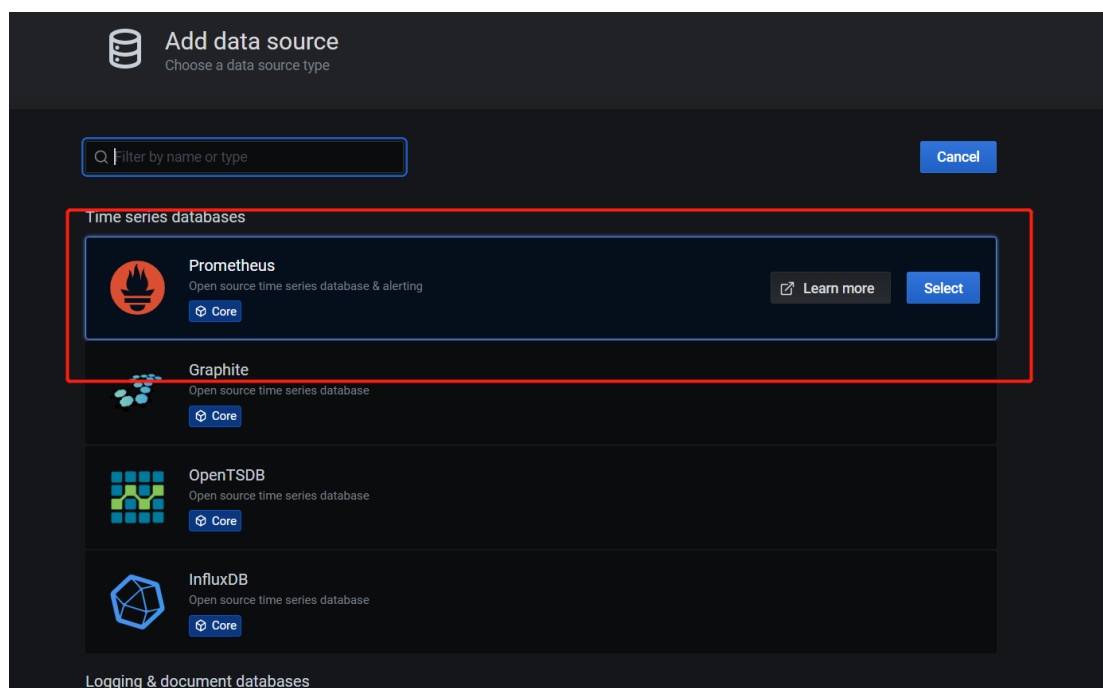 Add data source
Choose a data source type
Filter by name or type
Cancel
Time series databases
Prometheus
Open source time series database & alerting
Core
Learn more
Select
Graphite
Open source time series database
Core
OpenTSDB
Open source time series database
Core
InfluxDB
Open source time series database
Core
Logging & document databases